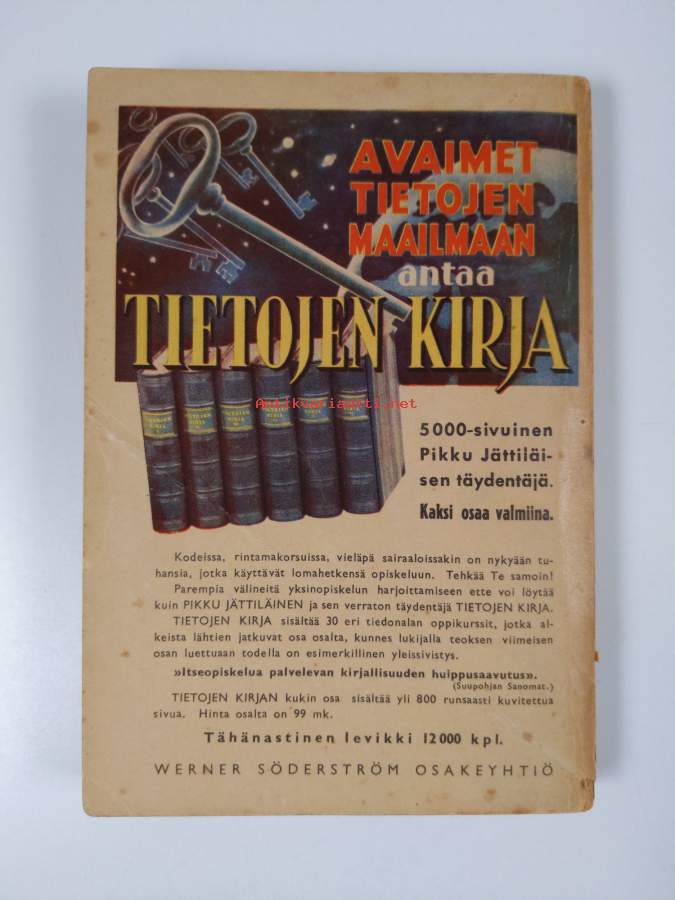 AVAIMET
TIETOJEN
MAAILMAAN
antaa
TIETOJEN KIRJA
Antikvariaatti.net
5000-sivuinen
Pikku Jättiläi-
sen täydentäjä.
Kaksi osaa valmiina.
Kodeissa, rintamakorsuissa, vieläpä sairaaloissakin on nykyään tu-
hansia, jotka käyttävät lomahetkensä opiskeluun. Tehkää Te samoin!
Parempia välineitä yksinopiskelun harjoittamiseen ette voi löytää
kuin PIKKU JÄTTILÄINEN ja sen verraton täydentäjä TIETOJEN KIRJA.
TIETOJEN KIRJA sisältää 30 eri tiedonalan oppikurssit, jotka al-
keista lähtien jatkuvat osa osalta, kunnes lukijalla teoksen viimeisen
osan luettuaan todella on esimerkillinen yleissivistys.
»Itseopiskelua palvelevan kirjallisuuden huippusaavutus».
(Suupohjan Sanomat.)
TIETOJEN KIRJAN kukin osa sisältää yli 800 runsaasti kuvitettua
sivua. Hinta osalta on 99 mk.
Tähänastinen levikki 12000 kpl.
WERNER SÖDERSTRÖM OSAKEYHTIÖ